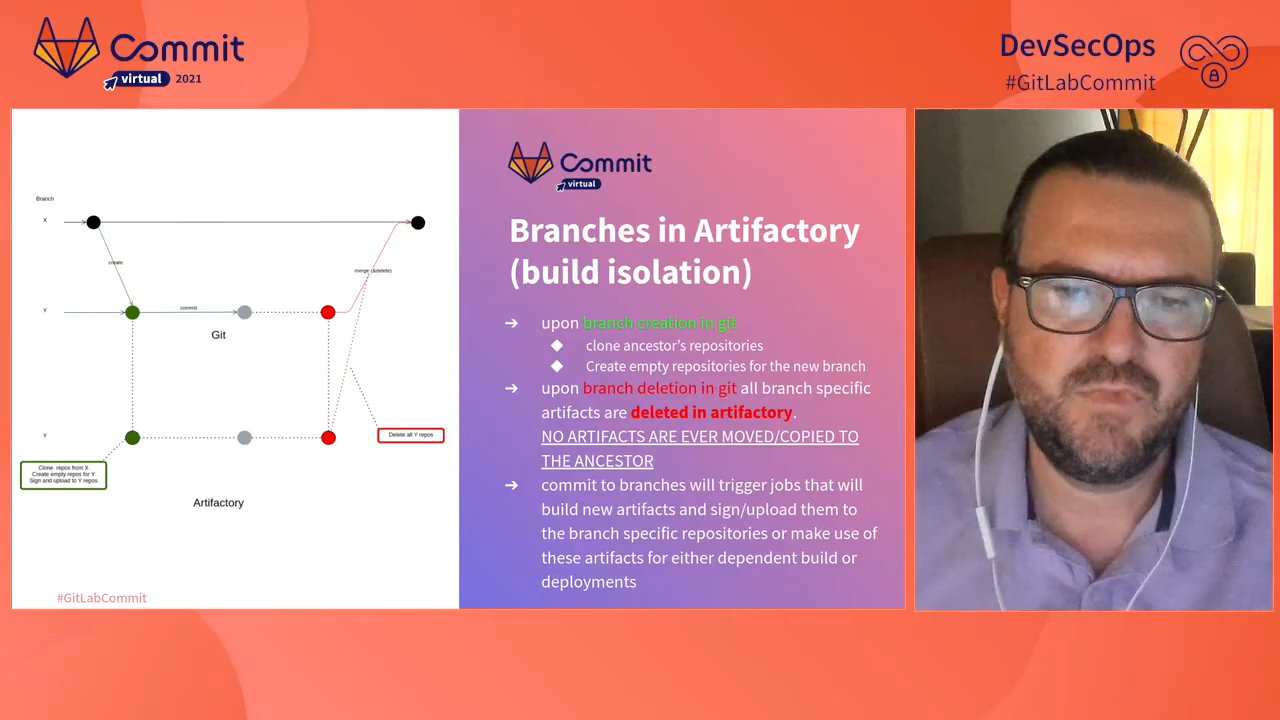 Commit
virtual 2021
DevSecOps
#GitLabCommit
Branch
X
create
merge (&delete)
Y
commit
Git
Y
Delete all Y repos
Clone repos from X
Create empty repos for Y
Sign and upload to Y repos
Artifactory
#GitLabCommit
Commit
virtual
Branches in Artifactory
(build isolation)
➔ upon branch creation in git
◆ clone ancestor's repositories
◆ Create empty repositories for the new branch
➔ upon branch deletion in git all branch specific
artifacts are deleted in artifactory.
NO ARTIFACTS ARE EVER MOVED/COPIED TO
THE ANCESTOR
➔ commit to branches will trigger jobs that will
build new artifacts and sign/upload them to
the branch specific repositories or make use of
these artifacts for either dependent build or
deployments